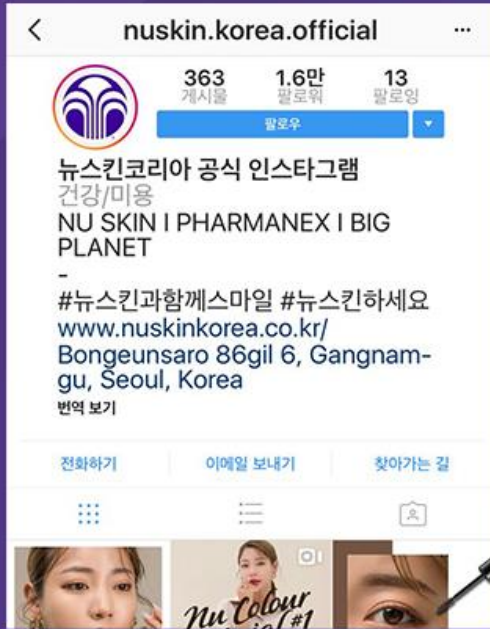 nuskin.korea.official
363 1.6만 13
게시물 팔로워 팔로잉
팔로우
뉴스킨코리아 공식 인스타그램
건강/미용
NU SKIN I PHARMANEX I BIG
PLANET
-
#뉴스킨과함께스마일 #뉴스킨하세요
www.nuskinkorea.co.kr/
Bongeunsaro 86gil 6, Gangnam-
gu, Seoul, Korea
번역 보기
전화하기 이메일 보내기 찾아가는 길
Nu Colour
#1